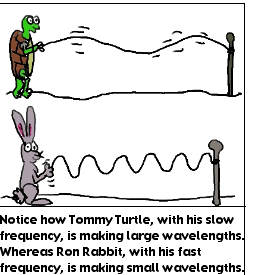 Notice how Tommy Turtle, with his slow
frequency, is making large wavelengths.
Whereas Ron Rabbit, with his fast
frequency, is making small wavelengths.